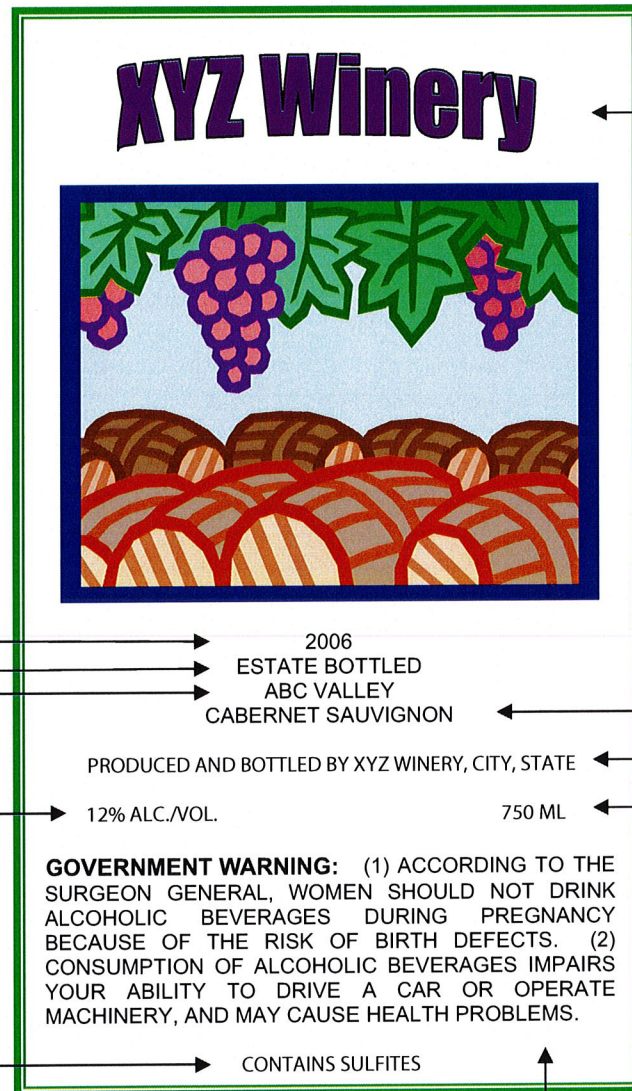 XYZ Winery
2006
ESTATE BOTTLED
ABC VALLEY
CABERNET SAUVIGNON
PRODUCED AND BOTTLED BY XYZ WINERY, CITY, STATE
12% ALC./VOL. 750 ML
GOVERNMENT WARNING: (1) ACCORDING TO THE
SURGEON GENERAL, WOMEN SHOULD NOT DRINK
ALCOHOLIC BEVERAGES DURING PREGNANCY
BECAUSE OF THE RISK OF BIRTH DEFECTS. (2)
CONSUMPTION OF ALCOHOLIC BEVERAGES IMPAIRS
YOUR ABILITY TO DRIVE A CAR OR OPERATE
MACHINERY, AND MAY CAUSE HEALTH PROBLEMS.
CONTAINS SULFITES